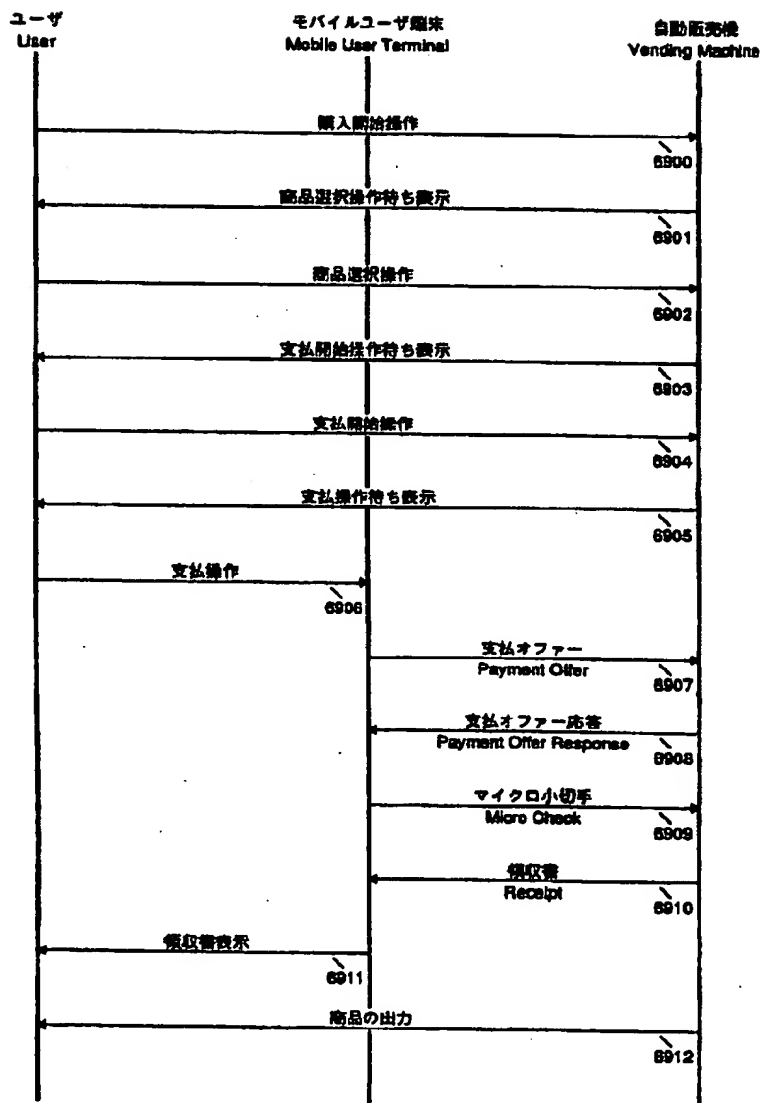 ユーザ
User
モバイルユーザ端末
Mobile User Terminal
自動販売機
Vending Machine
購入開始操作
6900
商品選択操作待ち表示
6901
商品選択操作
6902
支払開始操作待ち表示
6903
支払開始操作
6904
支払操作待ち表示
6905
支払操作
6906
支払オファー
Payment Offer
6907
支払オファー応答
Payment Offer Response
6908
マイクロ小切手
Micro Check
6909
領収書
Receipt
6910
領収書表示
6911
商品の出力
6912